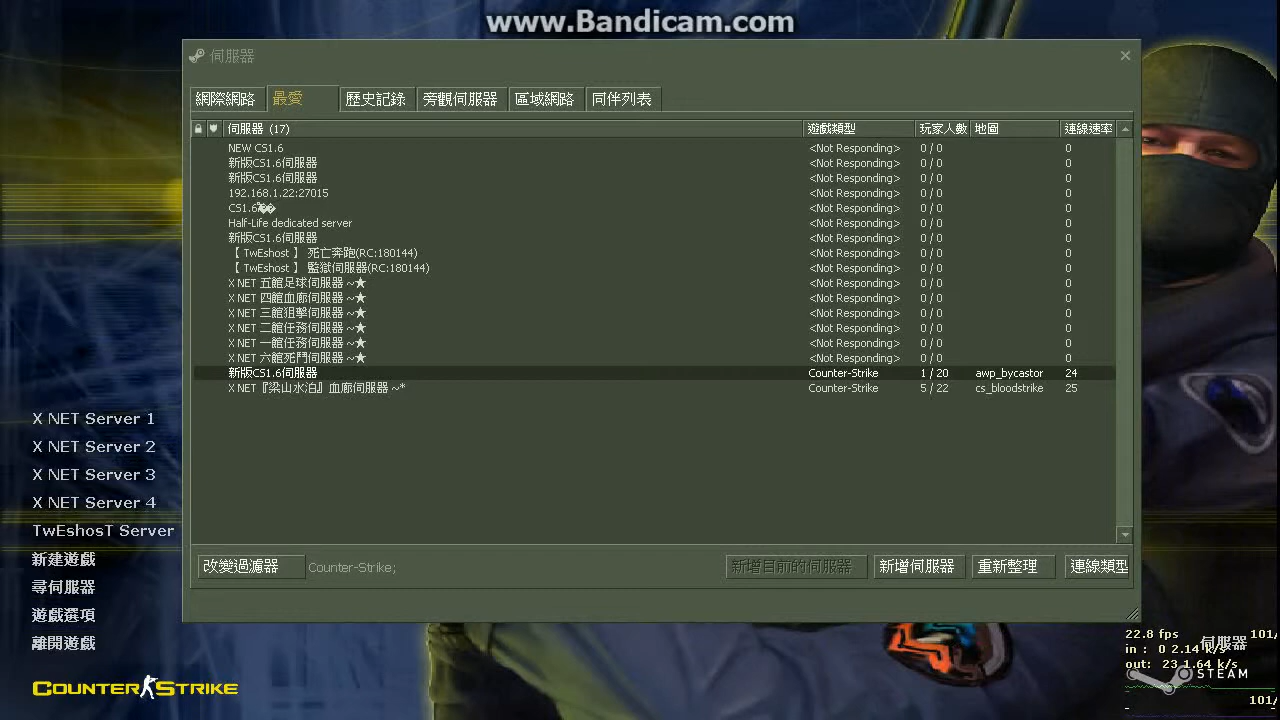 www.Bandicam.com
伺服器
網際網路 最愛 歷史記錄 旁觀伺服器 區域網路 同伴列表
伺服器 (17) 遊戲類型 玩家人數 地圖 連線速率
NEW CS1.6 <Not Responding> 0 / 0 0
新版CS1.6伺服器 <Not Responding> 0 / 0 0
新版CS1.6伺服器 <Not Responding> 0 / 0 0
192.168.1.22:27015 <Not Responding> 0 / 0 0
CS1.6 <Not Responding> 0 / 0 0
Half-Life dedicated server <Not Responding> 0 / 0 0
新版CS1.6伺服器 <Not Responding> 0 / 0 0
【 TwEshost 】 死亡奔跑(RC:180144) <Not Responding> 0 / 0 0
【 TwEshost 】 監獄伺服器(RC:180144) <Not Responding> 0 / 0 0
X NET 五館足球伺服器 ~★ <Not Responding> 0 / 0 0
X NET 四館血廊伺服器 ~★ <Not Responding> 0 / 0 0
X NET 三館狙擊伺服器 ~★ <Not Responding> 0 / 0 0
X NET 二館任務伺服器 ~★ <Not Responding> 0 / 0 0
X NET 一館任務伺服器 ~★ <Not Responding> 0 / 0 0
X NET 六館死鬥伺服器 ~★ <Not Responding> 0 / 0 0
新版CS1.6伺服器 Counter-Strike 1 / 20 awp_bycastor 24
X NET『梁山水泊』血廊伺服器 ~* Counter-Strike 5 / 22 cs_bloodstrike 25
改變過濾器 Counter-Strike; 新增目前的伺服器 新增伺服器 重新整理 連線類型
X NET Server 1
X NET Server 2
X NET Server 3
X NET Server 4
TwEshosT Server
新建遊戲
尋伺服器
遊戲選項
離開遊戲
COUNTER STRIKE
22.8 fps 伺服器 101/
in : 0 2.14 k/s
out: 23 1.64 k/s
STEAM
101/